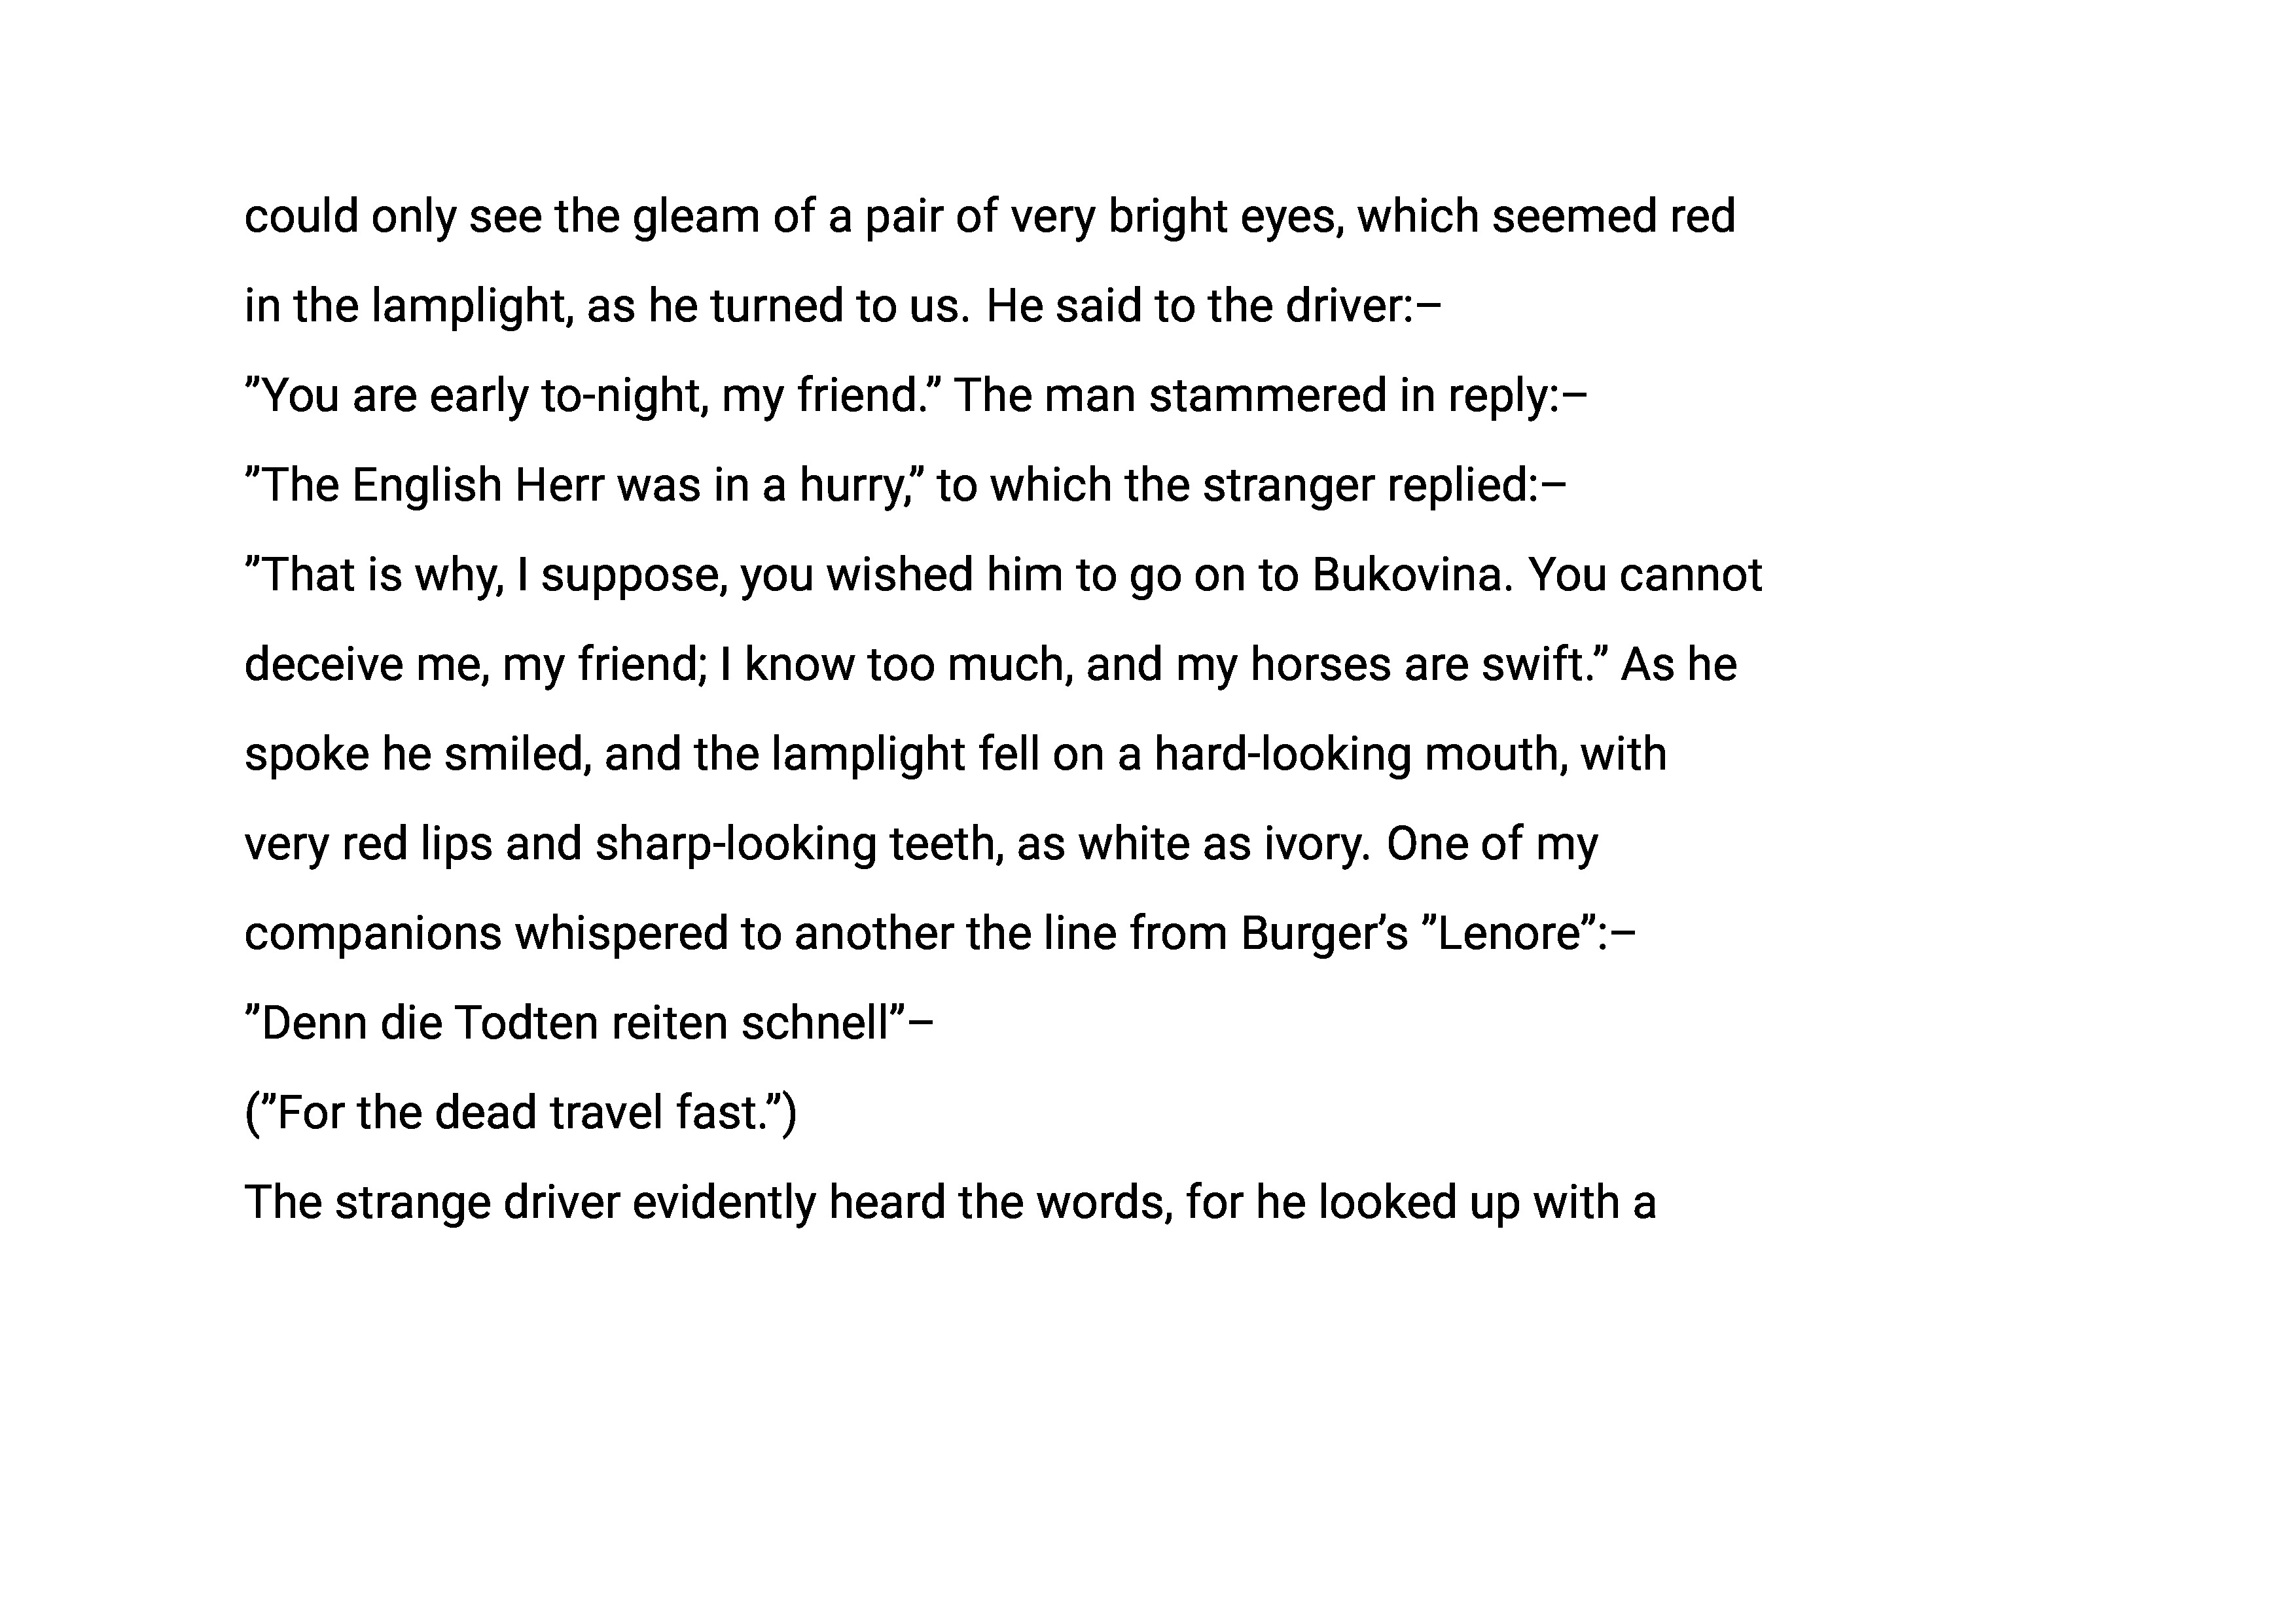 could only see the gleam of a pair of very bright eyes, which seemed red
in the lamplight, as he turned to us. He said to the driver:–
”You are early to-night, my friend.” The man stammered in reply:–
”The English Herr was in a hurry,” to which the stranger replied:–
”That is why, I suppose, you wished him to go on to Bukovina. You cannot
deceive me, my friend; I know too much, and my horses are swift.” As he
spoke he smiled, and the lamplight fell on a hard-looking mouth, with
very red lips and sharp-looking teeth, as white as ivory. One of my
companions whispered to another the line from Burger’s ”Lenore”:–
”Denn die Todten reiten schnell”–
(”For the dead travel fast.”)
The strange driver evidently heard the words, for he looked up with a